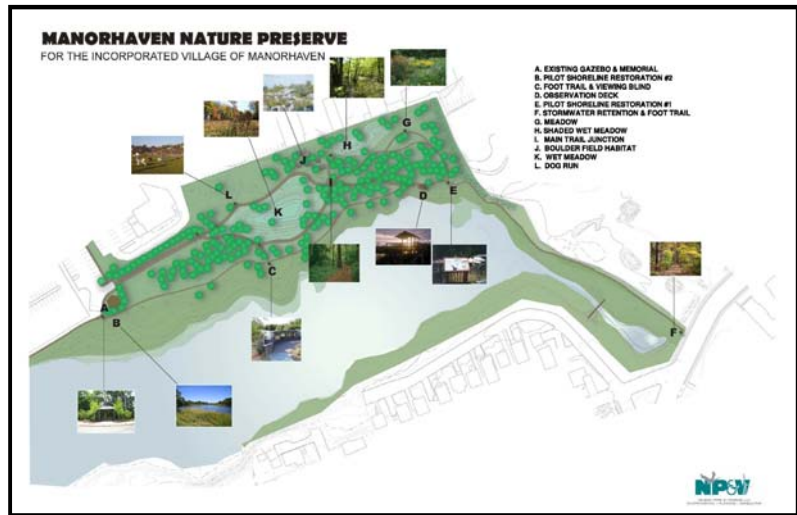 MANORHAVEN NATURE PRESERVE
FOR THE INCORPORATED VILLAGE OF MANORHAVEN
A. EXISTING GAZEBO & MEMORIAL
B. PILOT SHORELINE RESTORATION #2
C. FOOT TRAIL & VIEWING BLIND
D. OBSERVATION DECK
E. PILOT SHORELINE RESTORATION #1
F. STORMWATER RETENTION & FOOT TRAIL
G. MEADOW
H. SHADED WET MEADOW
I. MAIN TRAIL JUNCTION
J. BOULDER FIELD HABITAT
K. WET MEADOW
L. DOG RUN
G
H
J
I
L
E
D
K
C
A
B
F
NP&V